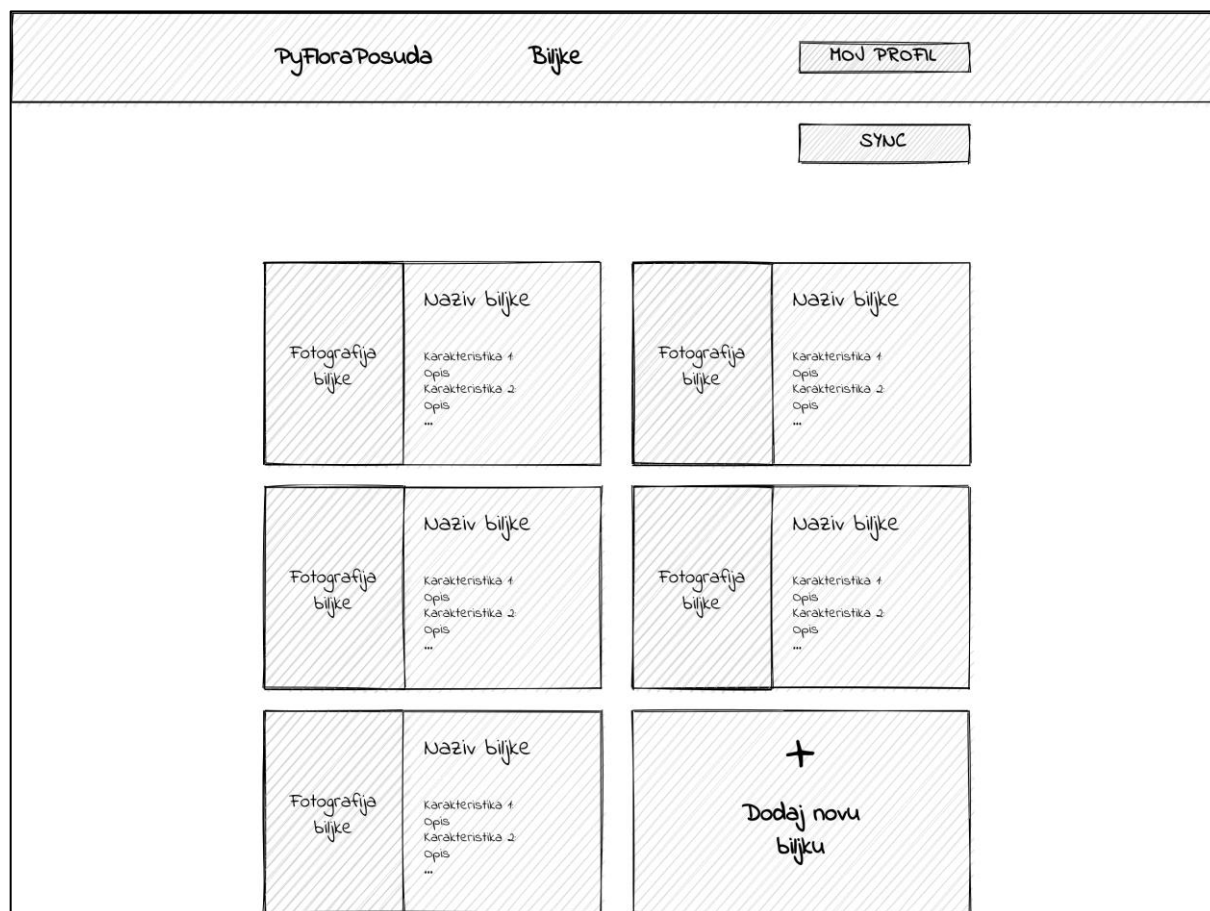 PyFloraPosuda
Biljke
MOJ PROFIL
SYNC
Fotografija
biljke
Naziv biljke
Karakteristika 1:
Opis
Karakteristika 2:
Opis
...
Fotografija
biljke
Naziv biljke
Karakteristika 1:
Opis
Karakteristika 2:
Opis
...
Fotografija
biljke
Naziv biljke
Karakteristika 1:
Opis
Karakteristika 2:
Opis
...
Fotografija
biljke
Naziv biljke
Karakteristika 1:
Opis
Karakteristika 2:
Opis
...
Fotografija
biljke
Naziv biljke
Karakteristika 1:
Opis
Karakteristika 2:
Opis
...
+
Dodaj novu
biljku